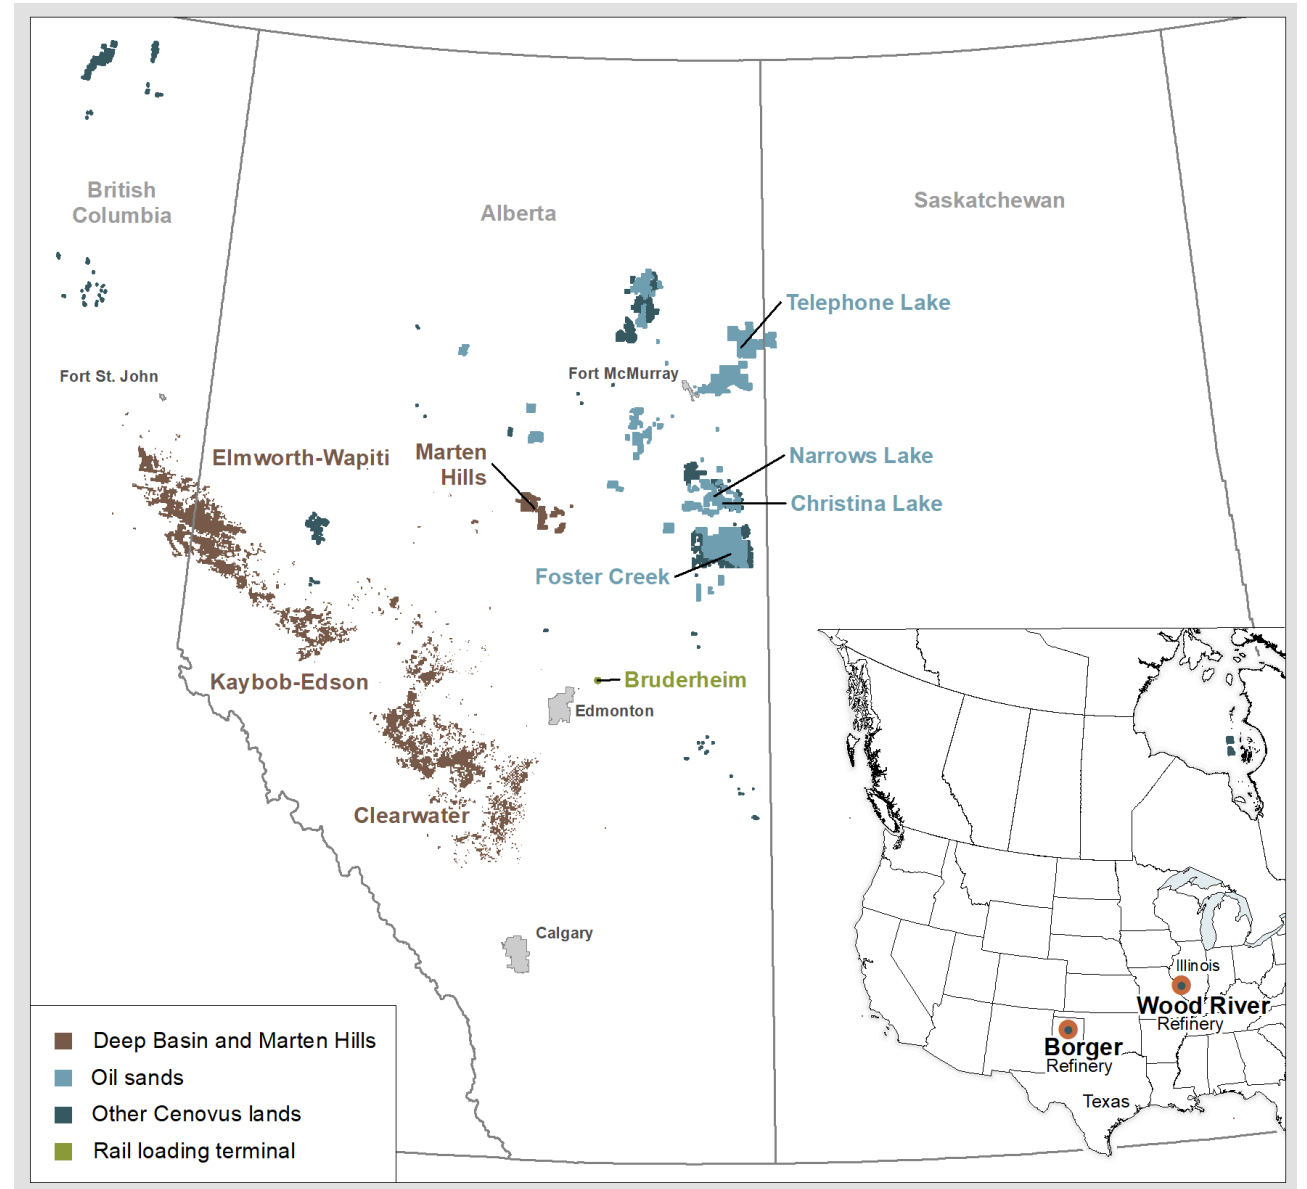 British
Columbia
Alberta
Saskatchewan
Telephone Lake
Fort St. John
Fort McMurray
Elmworth-Wapiti
Marten
Hills
Narrows Lake
Christina Lake
Foster Creek
Kaybob-Edson
Bruderheim
Edmonton
Clearwater
Calgary
Illinois
Wood River
Refinery
Borger
Refinery
Texas
Deep Basin and Marten Hills
Oil sands
Other Cenovus lands
Rail loading terminal